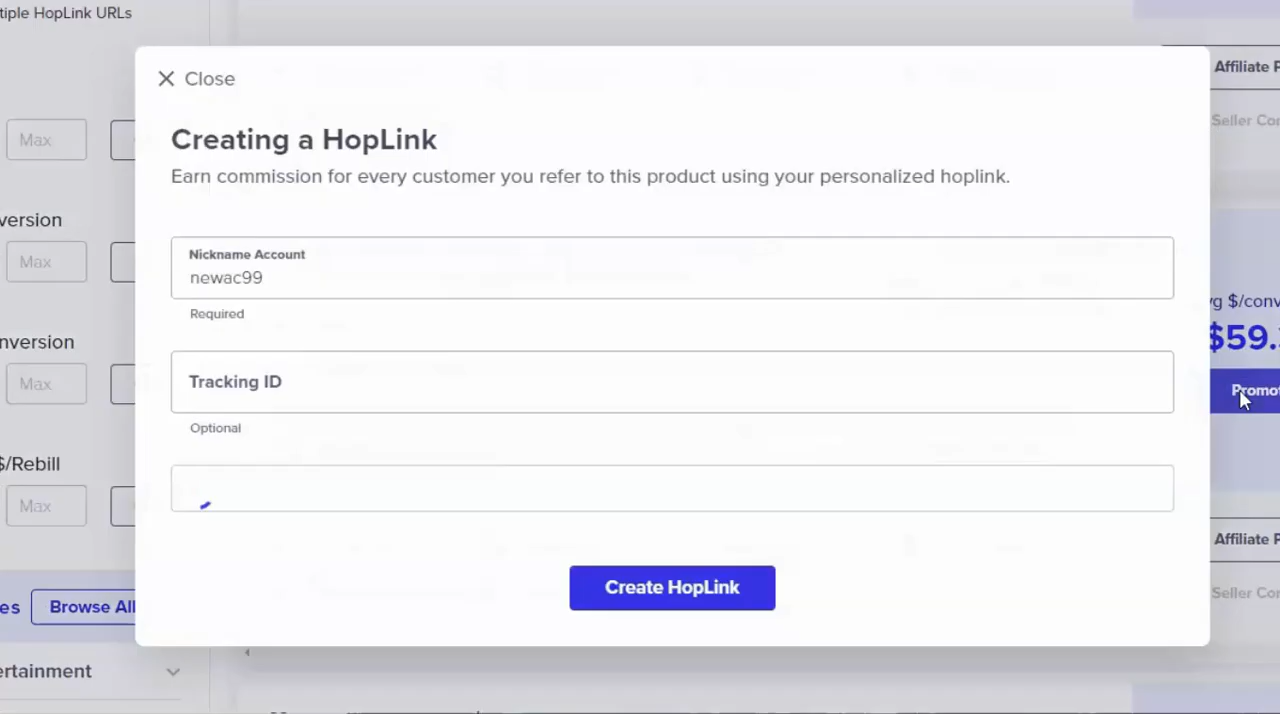 tiple HopLink URLs
Close
Affiliate P
Creating a HopLink
Seller Con
Max
Earn commission for every customer you refer to this product using your personalized hoplink.
version
Nickname Account
newac99
Max
Required
vg $/conv
$59.
nversion
Tracking ID
Max
Promot
Optional
$/Rebill
Max
Affiliate P
Create HopLink
Seller Con
es
Browse All
ertainment